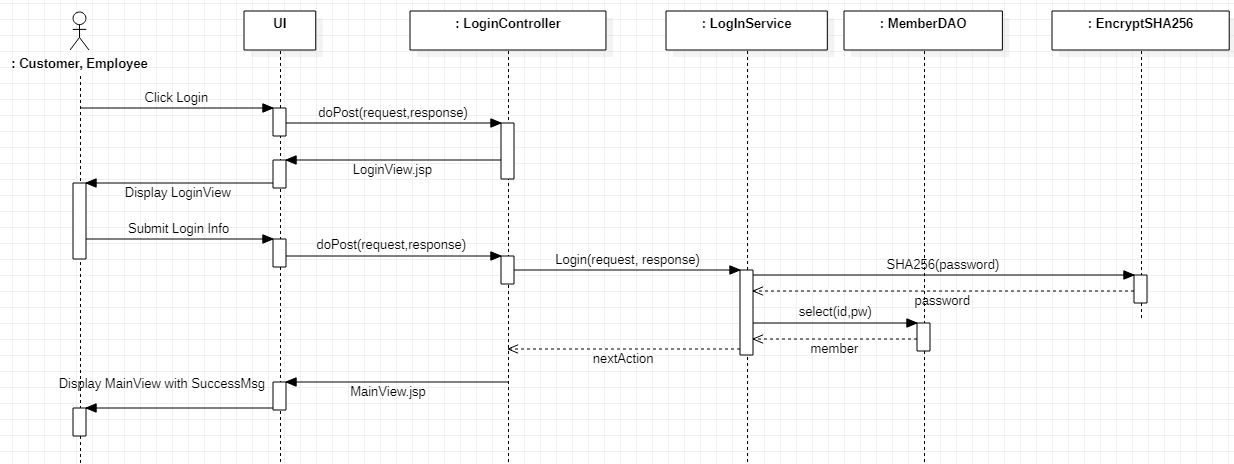 UI
: LoginController
: LogInService
: MemberDAO
: EncryptSHA256
: Customer, Employee
Click Login
doPost(request,response)
LoginView.jsp
Display LoginView
Submit Login Info
doPost(request,response)
Login(request, response)
SHA256(password)
password
select(id,pw)
member
nextAction
Display MainView with SuccessMsg
MainView.jsp